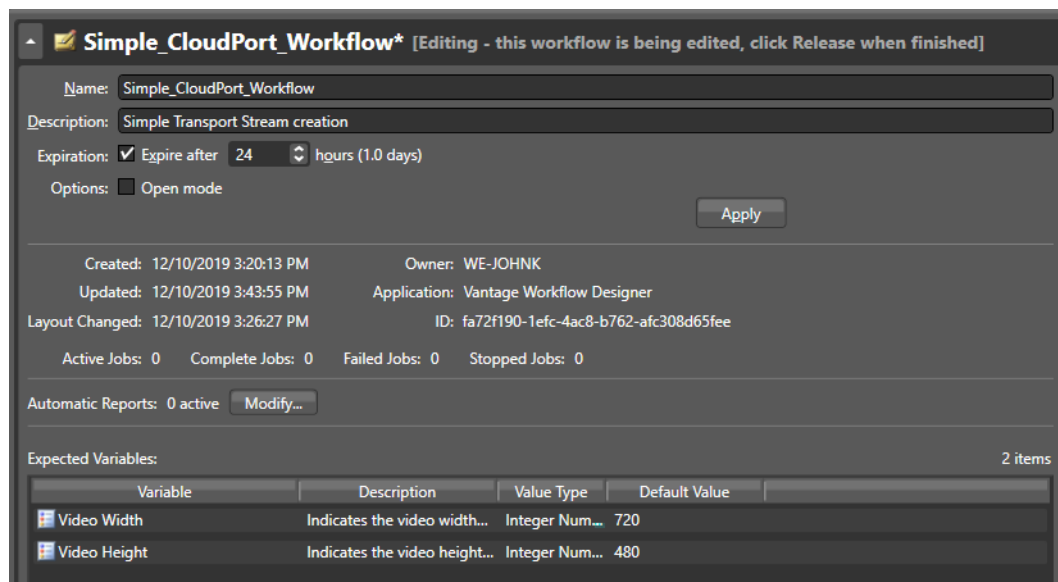 Simple_CloudPort_Workflow* [Editing - this workflow is being edited, click Release when finished]
Name: Simple_CloudPort_Workflow
Description: Simple Transport Stream creation
Expiration: Expire after 24 hours (1.0 days)
Options: Open mode
Apply
Created: 12/10/2019 3:20:13 PM Owner: WE-JOHNK
Updated: 12/10/2019 3:43:55 PM Application: Vantage Workflow Designer
Layout Changed: 12/10/2019 3:26:27 PM ID: fa72f190-1efc-4ac8-b762-afc308d65fee
Active Jobs: 0 Complete Jobs: 0 Failed Jobs: 0 Stopped Jobs: 0
Automatic Reports: 0 active Modify...
Expected Variables: 2 items
Variable Description Value Type Default Value
Video Width Indicates the video width... Integer Num... 720
Video Height Indicates the video height... Integer Num... 480